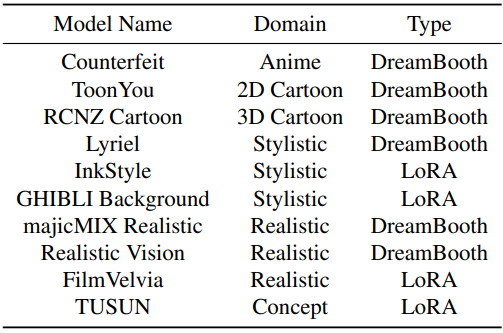 Model Name Domain Type
Counterfeit Anime DreamBooth
ToonYou 2D Cartoon DreamBooth
RCNZ Cartoon 3D Cartoon DreamBooth
Lyriel Stylistic DreamBooth
InkStyle Stylistic LoRA
GHIBLI Background Stylistic LoRA
majicMIX Realistic Realistic DreamBooth
Realistic Vision Realistic DreamBooth
FilmVelvia Realistic LoRA
TUSUN Concept LoRA